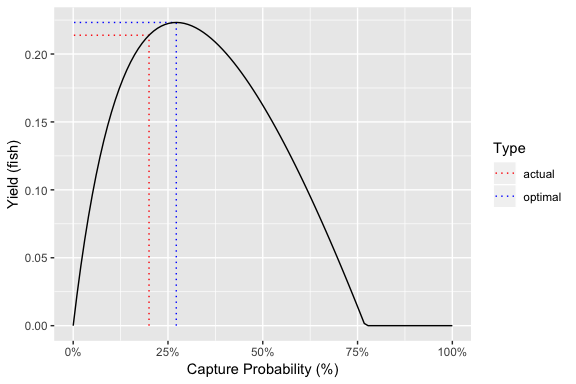 Yield (fish)
0.20
0.15
0.10
0.05
0.00
0%
25%
50%
75%
100%
Capture Probability (%)
Type
actual
optimal